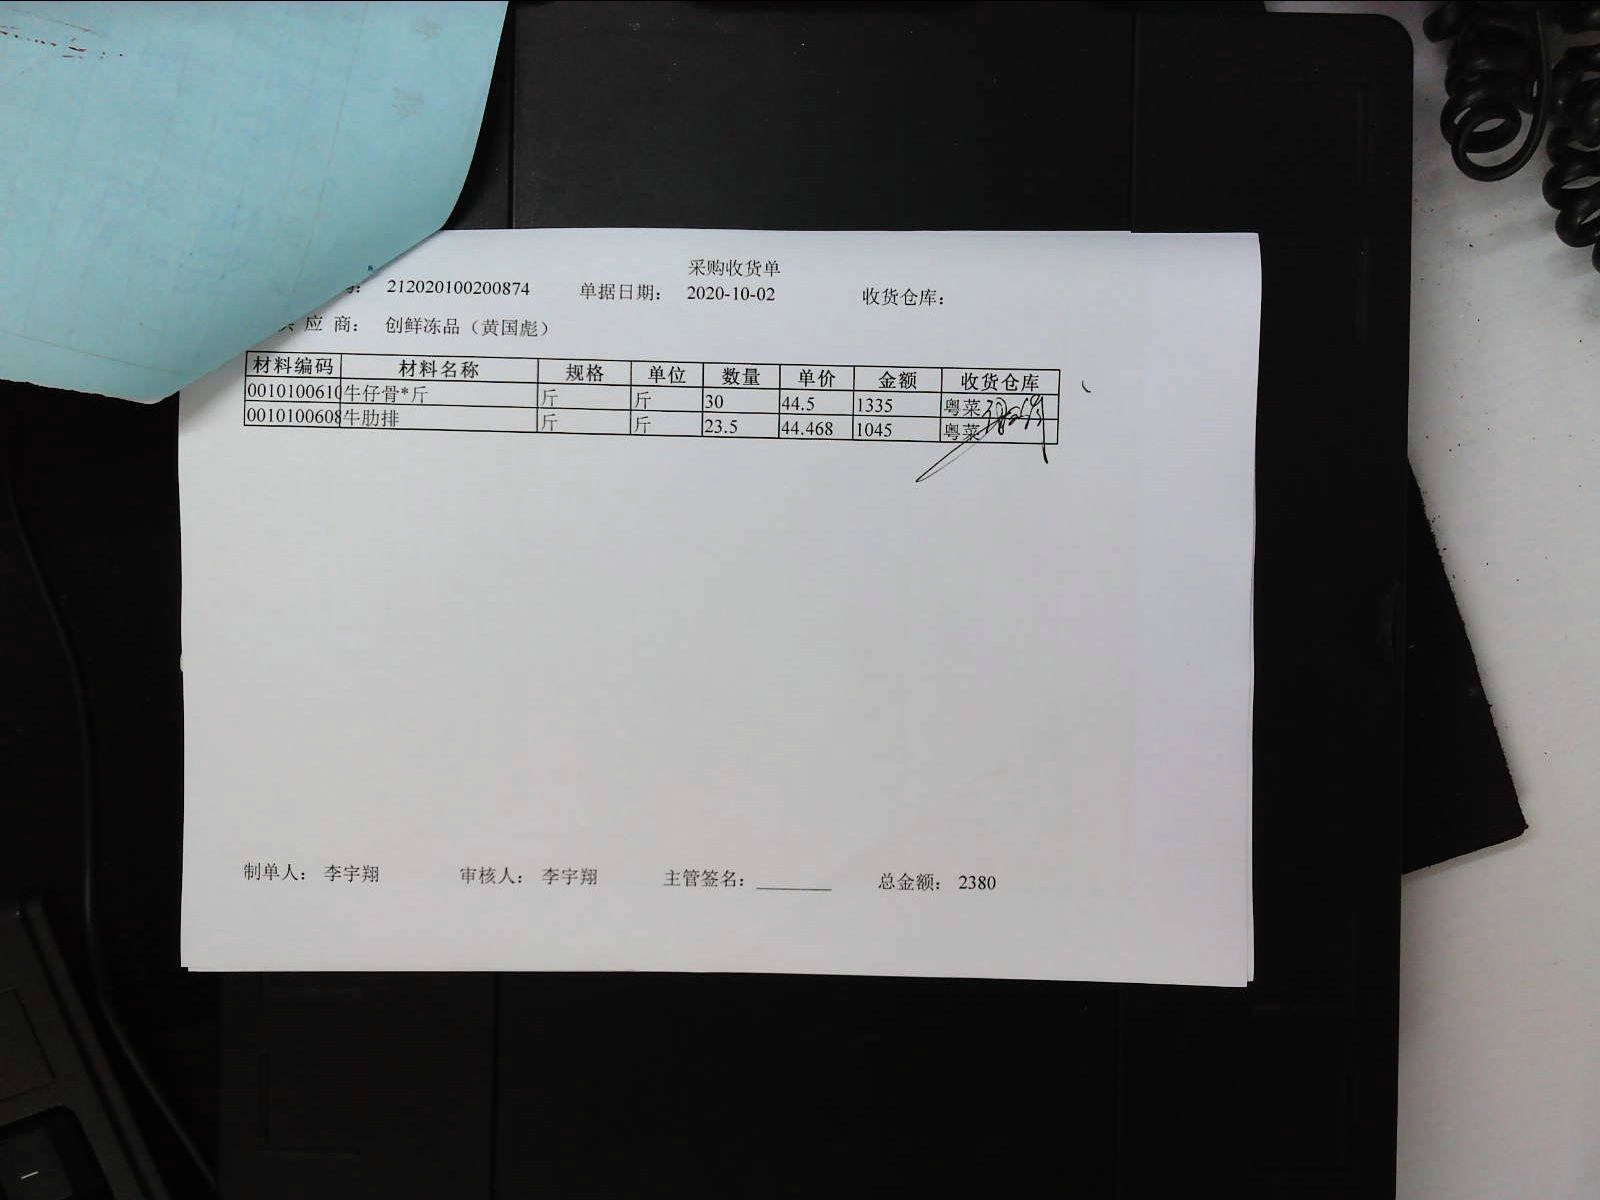 采购收货单
号： 212020100200874 单据日期： 2020-10-02 收货仓库：
供 应 商： 创鲜冻品（黄国彪）
材料编码 材料名称 规格 单位 数量 单价 金额 收货仓库
0010100610 牛仔骨*斤 斤 斤 30 44.5 1335 粤菜
0010100608 牛肋排 斤 斤 23.5 44.468 1045 粤菜
制单人： 李宇翔 审核人： 李宇翔 主管签名： ________ 总金额： 2380